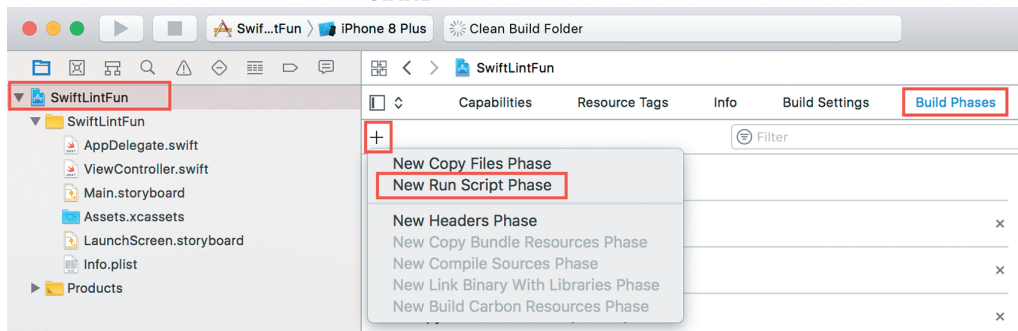 Swif...tFun
iPhone 8 Plus
Clean Build Folder
SwiftLintFun
SwiftLintFun
Capabilities
Resource Tags
Info
Build Settings
Build Phases
SwiftLintFun
AppDelegate.swift
ViewController.swift
Main.storyboard
Assets.xcassets
LaunchScreen.storyboard
Info.plist
Products
Filter
New Copy Files Phase
New Run Script Phase
New Headers Phase
New Copy Bundle Resources Phase
New Compile Sources Phase
New Link Binary With Libraries Phase
New Build Carbon Resources Phase